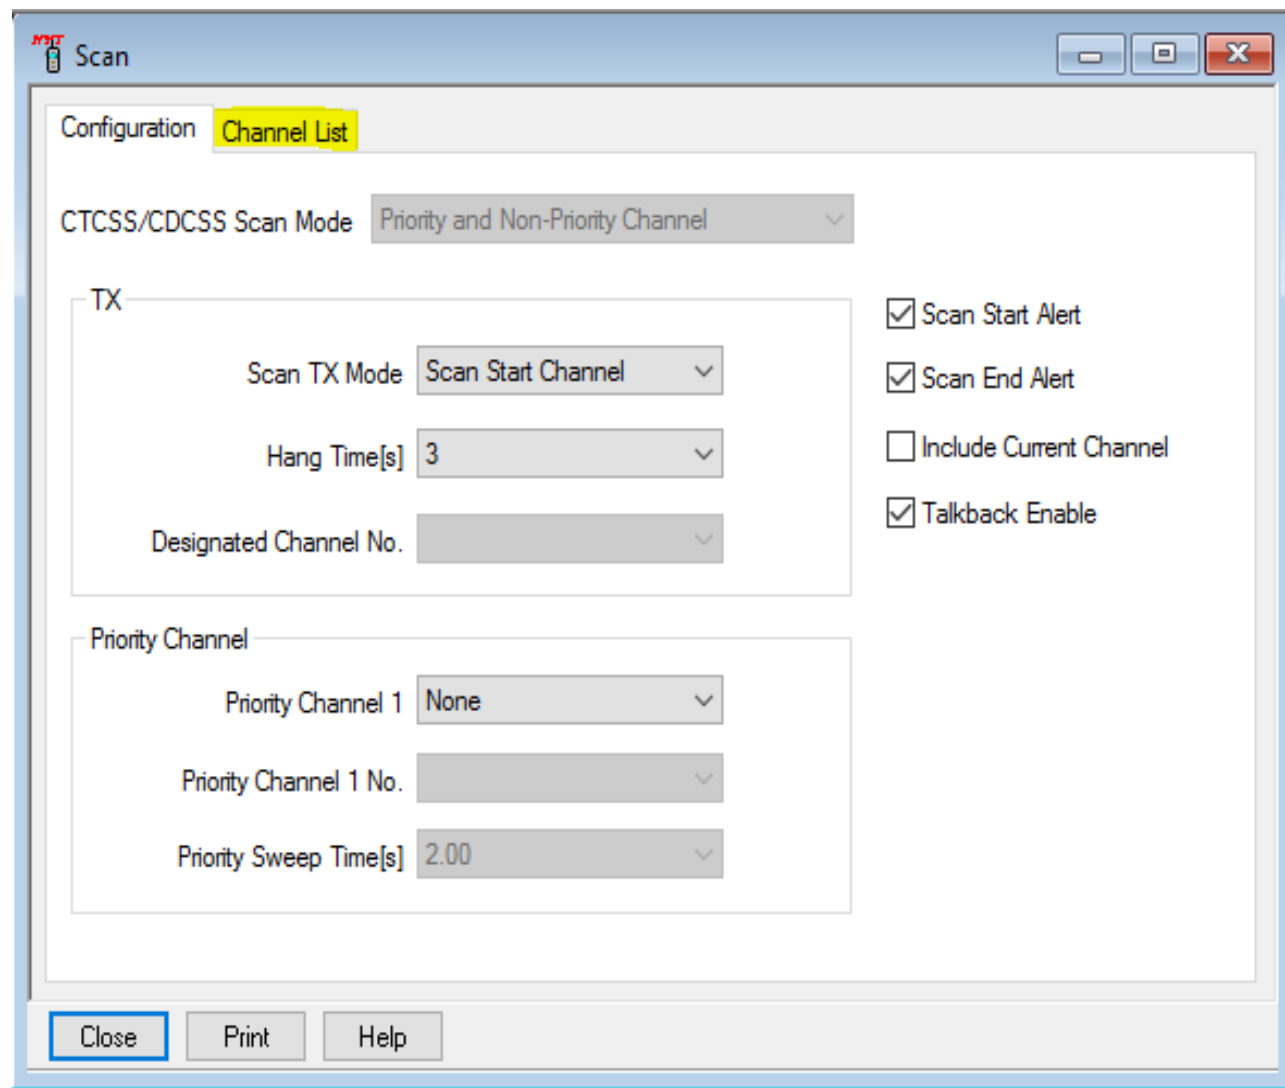 Scan
Configuration
Channel List
CTCSS/CDCSS Scan Mode Priority and Non-Priority Channel
TX
Scan TX Mode Scan Start Channel
Hang Time[s] 3
Designated Channel No.
Scan Start Alert
Scan End Alert
Include Current Channel
Talkback Enable
Priority Channel
Priority Channel 1 None
Priority Channel 1 No.
Priority Sweep Time[s] 2.00
Close
Print
Help